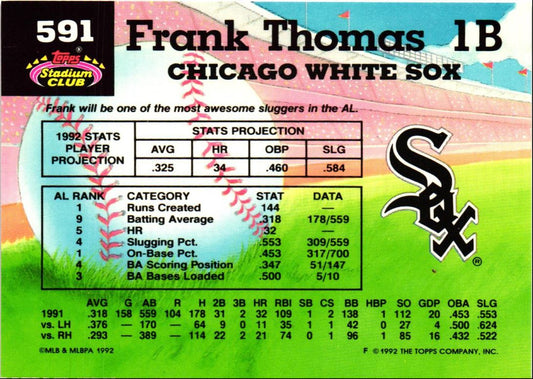 591 Frank Thomas 1B
Topps
Stadium
CLUB
CHICAGO WHITE SOX
Frank will be one of the most awesome sluggers in the AL.
1992 STATS PLAYER PROJECTION
STATS PROJECTION
AVG HR OBP SLG
.325 34 .460 .584
Sox
®
AL RANK CATEGORY STAT DATA
1 Runs Created 144 —
9 Batting Average .318 178/559
5 HR 32 —
4 Slugging Pct. .553 309/559
1 On-Base Pct. .453 317/700
4 BA Scoring Position .347 51/147
3 BA Bases Loaded .500 5/10
AVG G AB R H 2B 3B HR RBI SB CS BB HBP SO GDP OBA SLG
1991 .318 158 559 104 178 31 2 32 109 1 2 138 1 112 20 .453 .553
vs. LH .376 — 170 — 64 9 0 11 35 1 1 42 0 27 4 .500 .624
vs. RH .293 — 389 — 114 22 2 21 74 0 1 96 1 85 16 .432 .522
©MLB & MLBPA 1992 F ©1992 THE TOPPS COMPANY, INC.